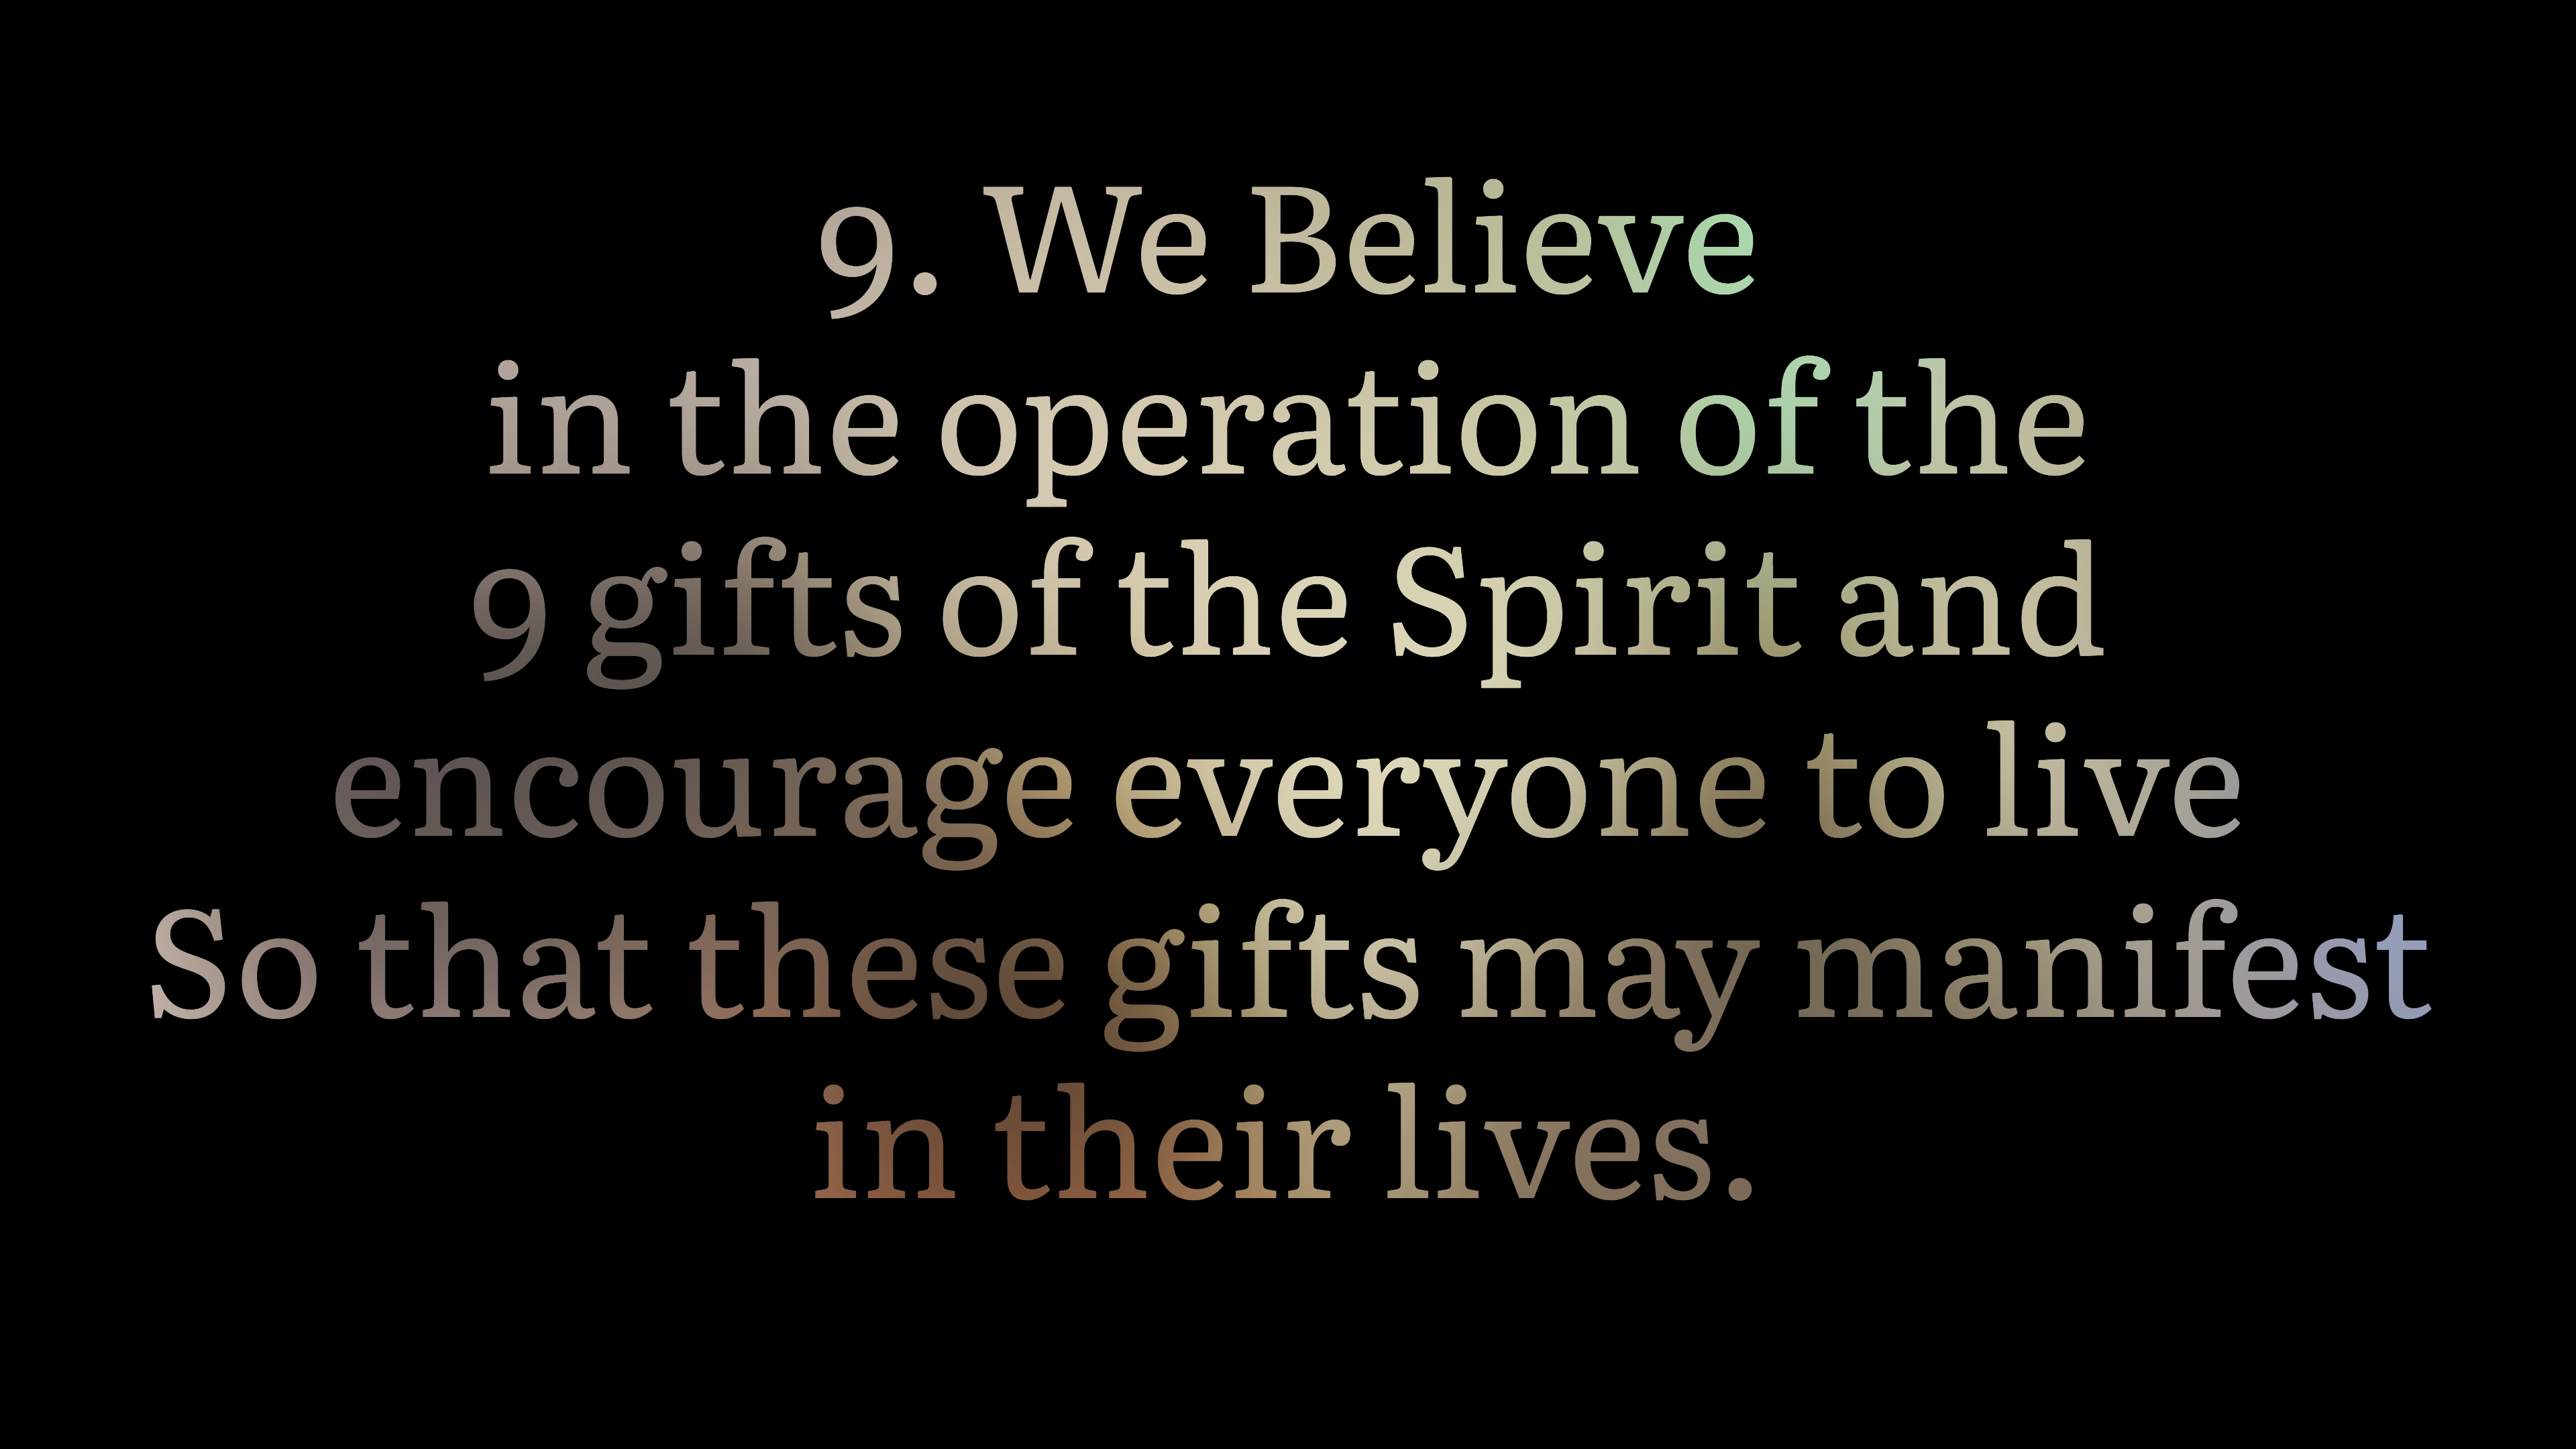 9. We Believe
in the operation of the
9 gifts of the Spirit and
encourage everyone to live
So that these gifts may manifest
in their lives.